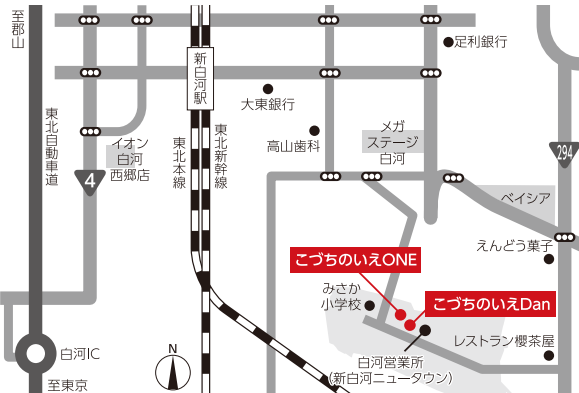 至郡山
足利銀行
新白河駅
大東銀行
メガ
ステージ
白河
東北自動車道
高山歯科
イオン
白河
西郷店
東北本線
東北新幹線
294
4
ベイシア
えんどう菓子
こづちのいえONE
みさか
小学校
こづちのいえDan
レストラン櫻茶屋
N
白河IC
白河営業所
(新白河ニュータウン)
至東京